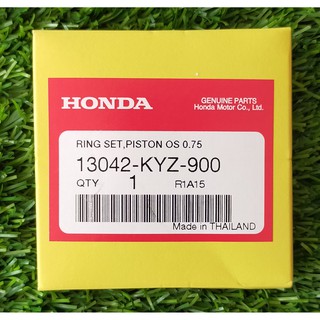 HONDA
GENUINE PARTS
Honda Motor Co., Ltd.
RING SET,PISTON OS 0.75
13042-KYZ-900
QTY 1 R1A15
Made in THAILAND